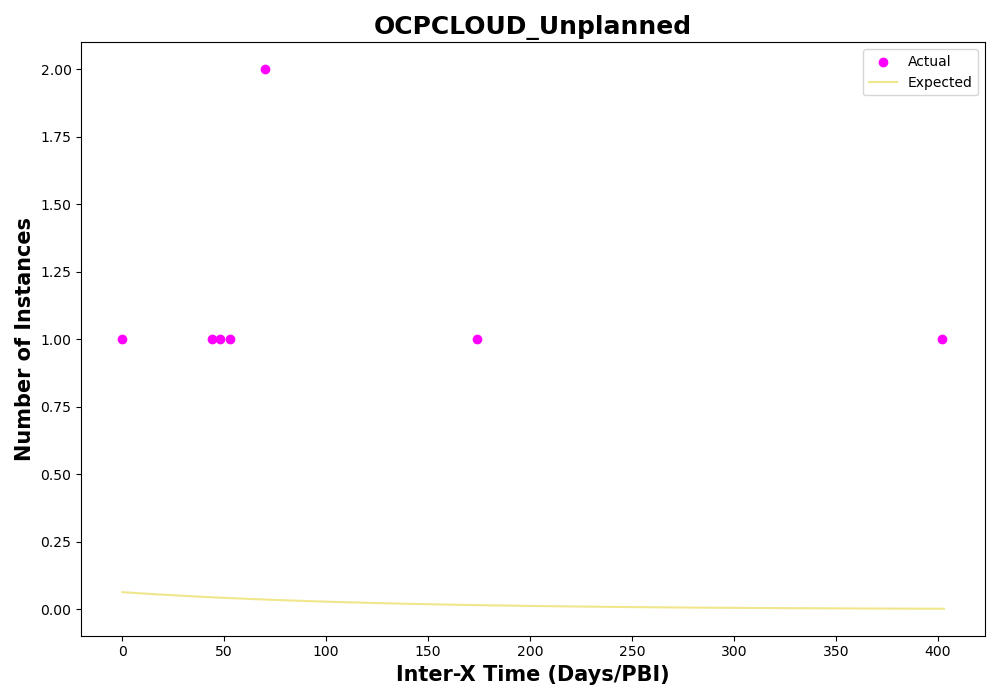 OCPCLOUD_Unplanned
Actual
Expected
2.00
1.75
1.50
1.25
1.00
0.75
0.50
0.25
0.00
Number of Instances
0 50 100 150 200 250 300 350 400
Inter-X Time (Days/PBI)